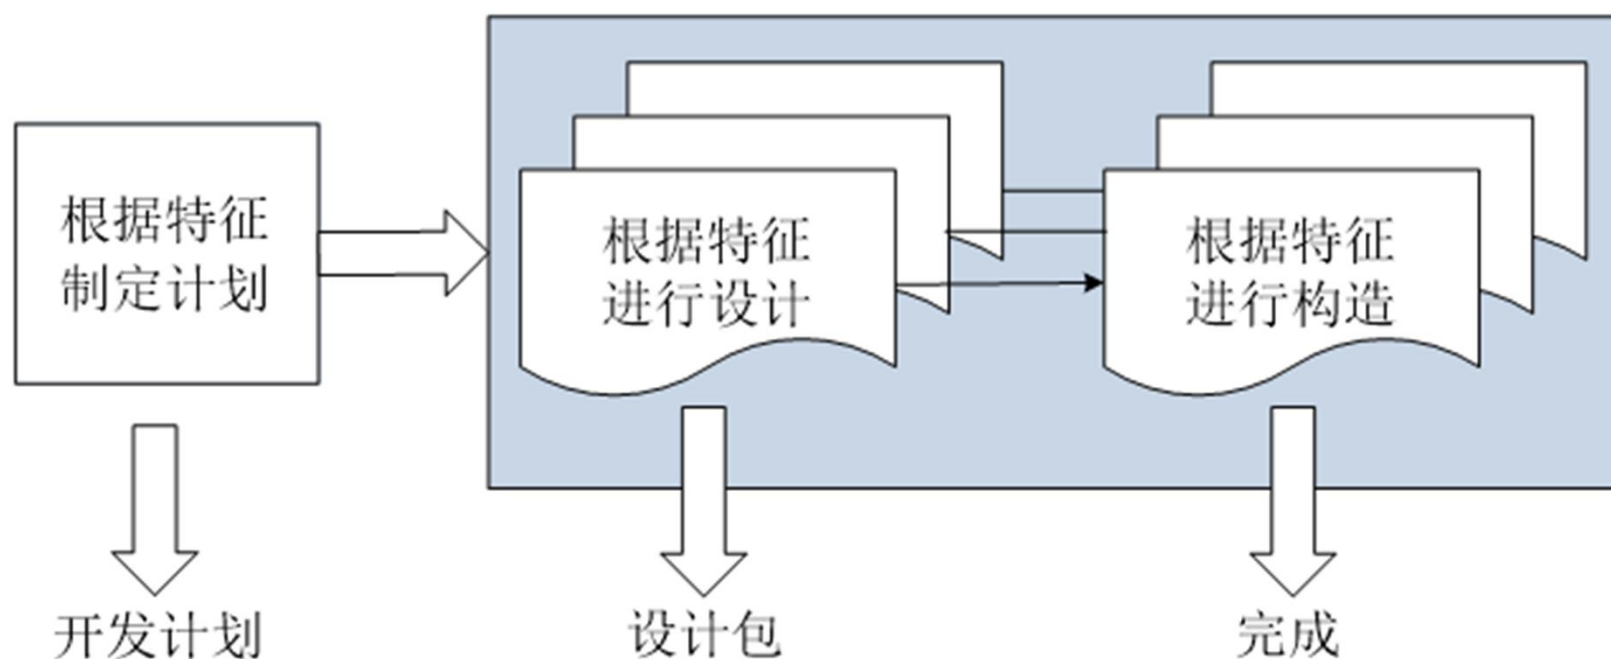 根据特征
制定计划
根据特征
进行设计
根据特征
进行构造
开发计划
设计包
完成